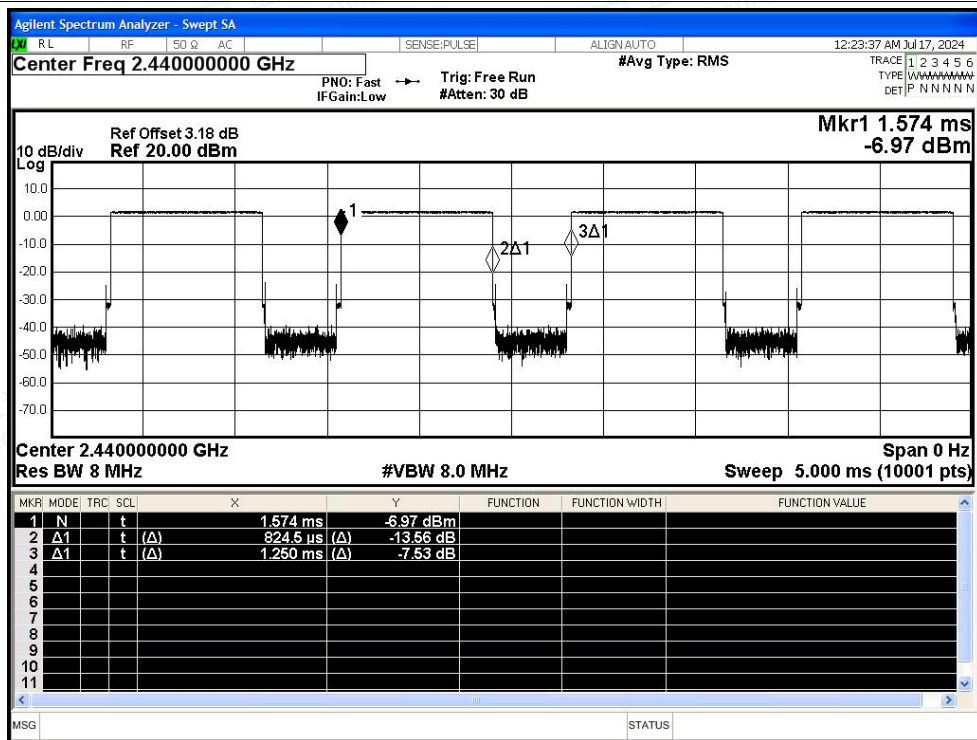 Agilent Spectrum Analyzer - Swept SA
LXI RL RF 50 Ω AC SENSE:PULSE ALIGN AUTO 12:23:37 AM Jul 17, 2024
Center Freq 2.440000000 GHz #Avg Type: RMS TRACE 1 2 3 4 5 6
PNO: Fast Trig: Free Run TYPE WWWWWW
IFGain:Low #Atten: 30 dB DET P N N N N N
Mkr1 1.574 ms
Ref Offset 3.18 dB
10 dB/div Ref 20.00 dBm -6.97 dBm
Log
10.0
0.00
-10.0
-20.0
-30.0
-40.0
-50.0
-60.0
-70.0
1
2Δ1
3Δ1
Center 2.440000000 GHz Span 0 Hz
Res BW 8 MHz #VBW 8.0 MHz Sweep 5.000 ms (10001 pts)
MKR MODE TRC SCL X Y FUNCTION FUNCTION WIDTH FUNCTION VALUE
1 N t 1.574 ms -6.97 dBm
2 Δ1 t (Δ) 824.5 µs (Δ) -13.56 dB
3 Δ1 t (Δ) 1.250 ms (Δ) -7.53 dB
4
5
6
7
8
9
10
11
MSG STATUS